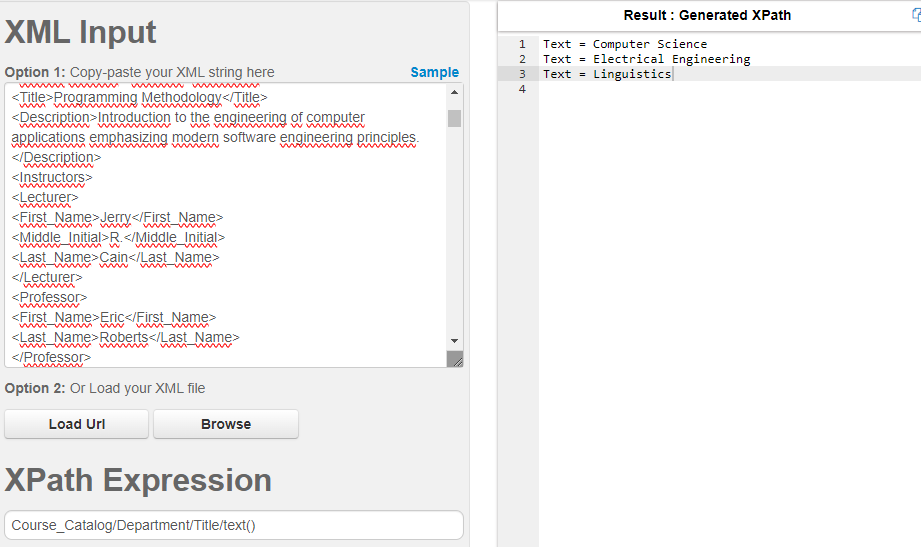 XML Input
Option 1: Copy-paste your XML string here
Sample
<Title>Programming Methodology</Title>
<Description>Introduction to the engineering of computer
applications emphasizing modern software engineering principles.
</Description>
<Instructors>
<Lecturer>
<First_Name>Jerry</First_Name>
<Middle_Initial>R.</Middle_Initial>
<Last_Name>Cain</Last_Name>
</Lecturer>
<Professor>
<First_Name>Eric</First_Name>
<Last_Name>Roberts</Last_Name>
</Professor>
Option 2: Or Load your XML file
Load Url
Browse
XPath Expression
Course_Catalog/Department/Title/text()
Result : Generated XPath
1 Text = Computer Science
2 Text = Electrical Engineering
3 Text = Linguistics
4